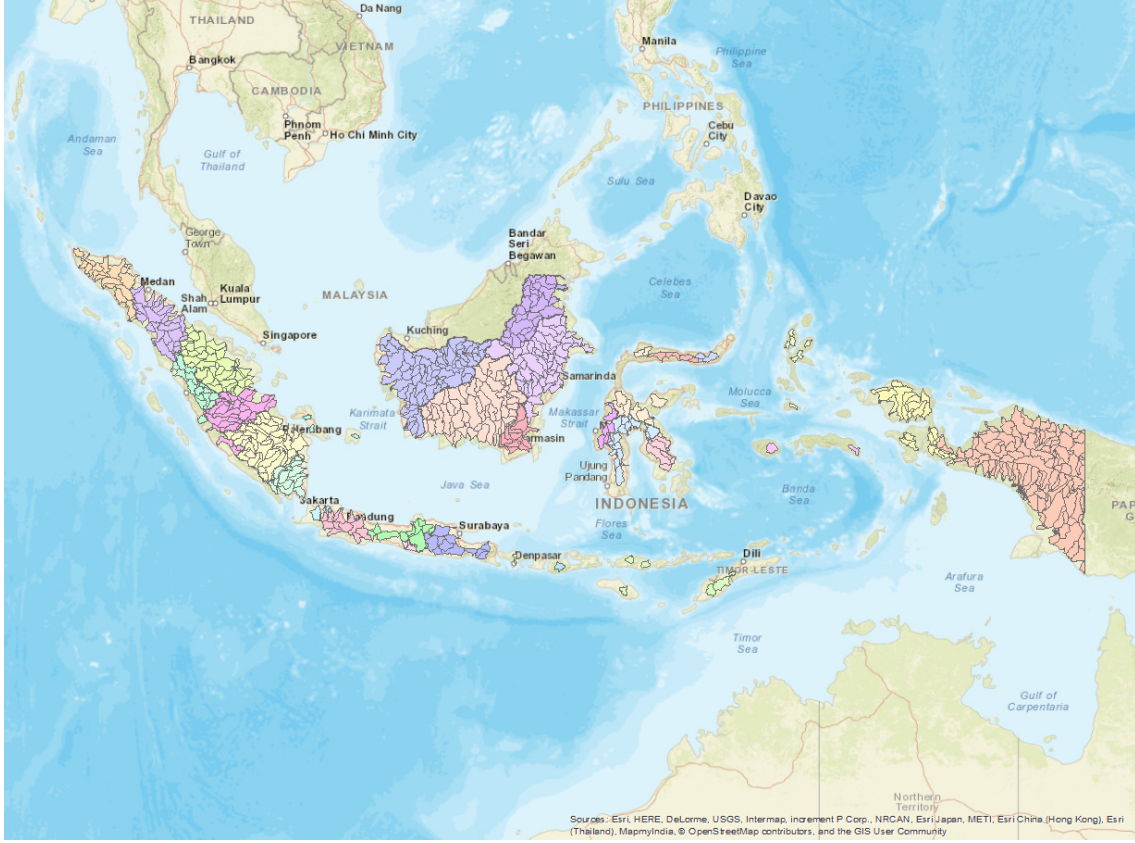 Da Nang
THAILAND
VIETNAM
Manila
Philippine
Sea
Bangkok
CAMBODIA
PHILIPPINES
Phnom
Penh
Ho Chi Minh City
Cebu
City
Andaman
Sea
Gulf of
Thailand
Sulu Sea
Davao
City
George
Town
Bandar
Seri
Begawan
Medan
Kuala
Lumpur
Shah
Alam
MALAYSIA
Celebes
Sea
Singapore
Kuching
Samarinda
Molucca
Sea
Karimata
Strait
Makassar
Strait
Ujung
Pandang
Java Sea
Banda
Sea
INDONESIA
Jakarta
Bandung
Surabaya
Flores
Sea
PAP
G
Denpasar
Dili
TIMOR-LESTE
Arafura
Sea
Timor
Sea
Gulf of
Carpentaria
Northern
Territory
Sources: Esri, HERE, DeLorme, USGS, Intermap, increment P Corp., NRCAN, Esri Japan, METI, Esri China (Hong Kong), Esri
(Thailand), MapmyIndia, © OpenStreetMap contributors, and the GIS User Community